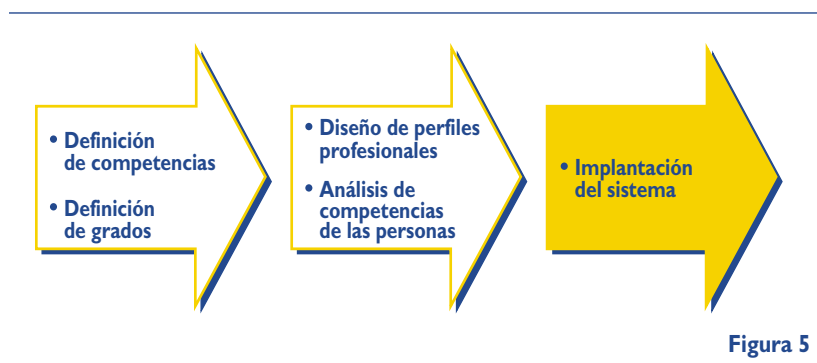 • Definición
de competencias
• Definición
de grados
• Diseño de perfiles
profesionales
• Análisis de
competencias
de las personas
• Implantación
del sistema
Figura 5